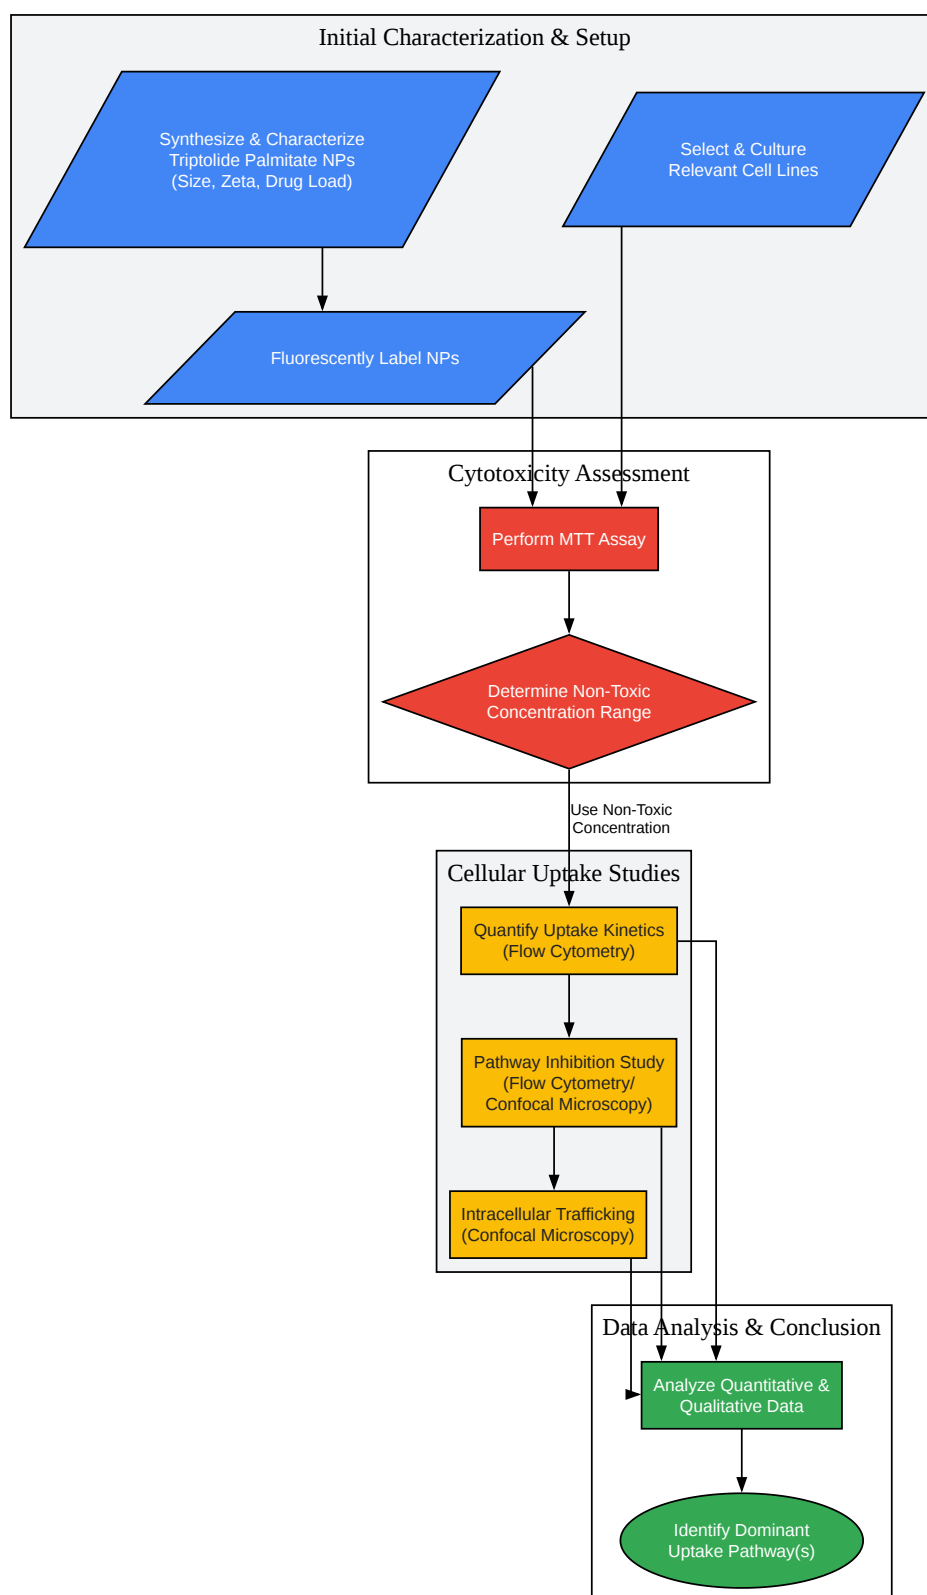 Initial Characterization & Setup
Synthesize & Characterize
Triptolide Palmitate NPs
(Size, Zeta, Drug Load)
Select & Culture
Relevant Cell Lines
Fluorescently Label NPs
Cytotoxicity Assessment
Perform MTT Assay
Determine Non-Toxic
Concentration Range
Use Non-Toxic
Concentration
Cellular Uptake Studies
Quantify Uptake Kinetics
(Flow Cytometry)
Pathway Inhibition Study
(Flow Cytometry/
Confocal Microscopy)
Intracellular Trafficking
(Confocal Microscopy)
Data Analysis & Conclusion
Analyze Quantitative &
Qualitative Data
Identify Dominant
Uptake Pathway(s)